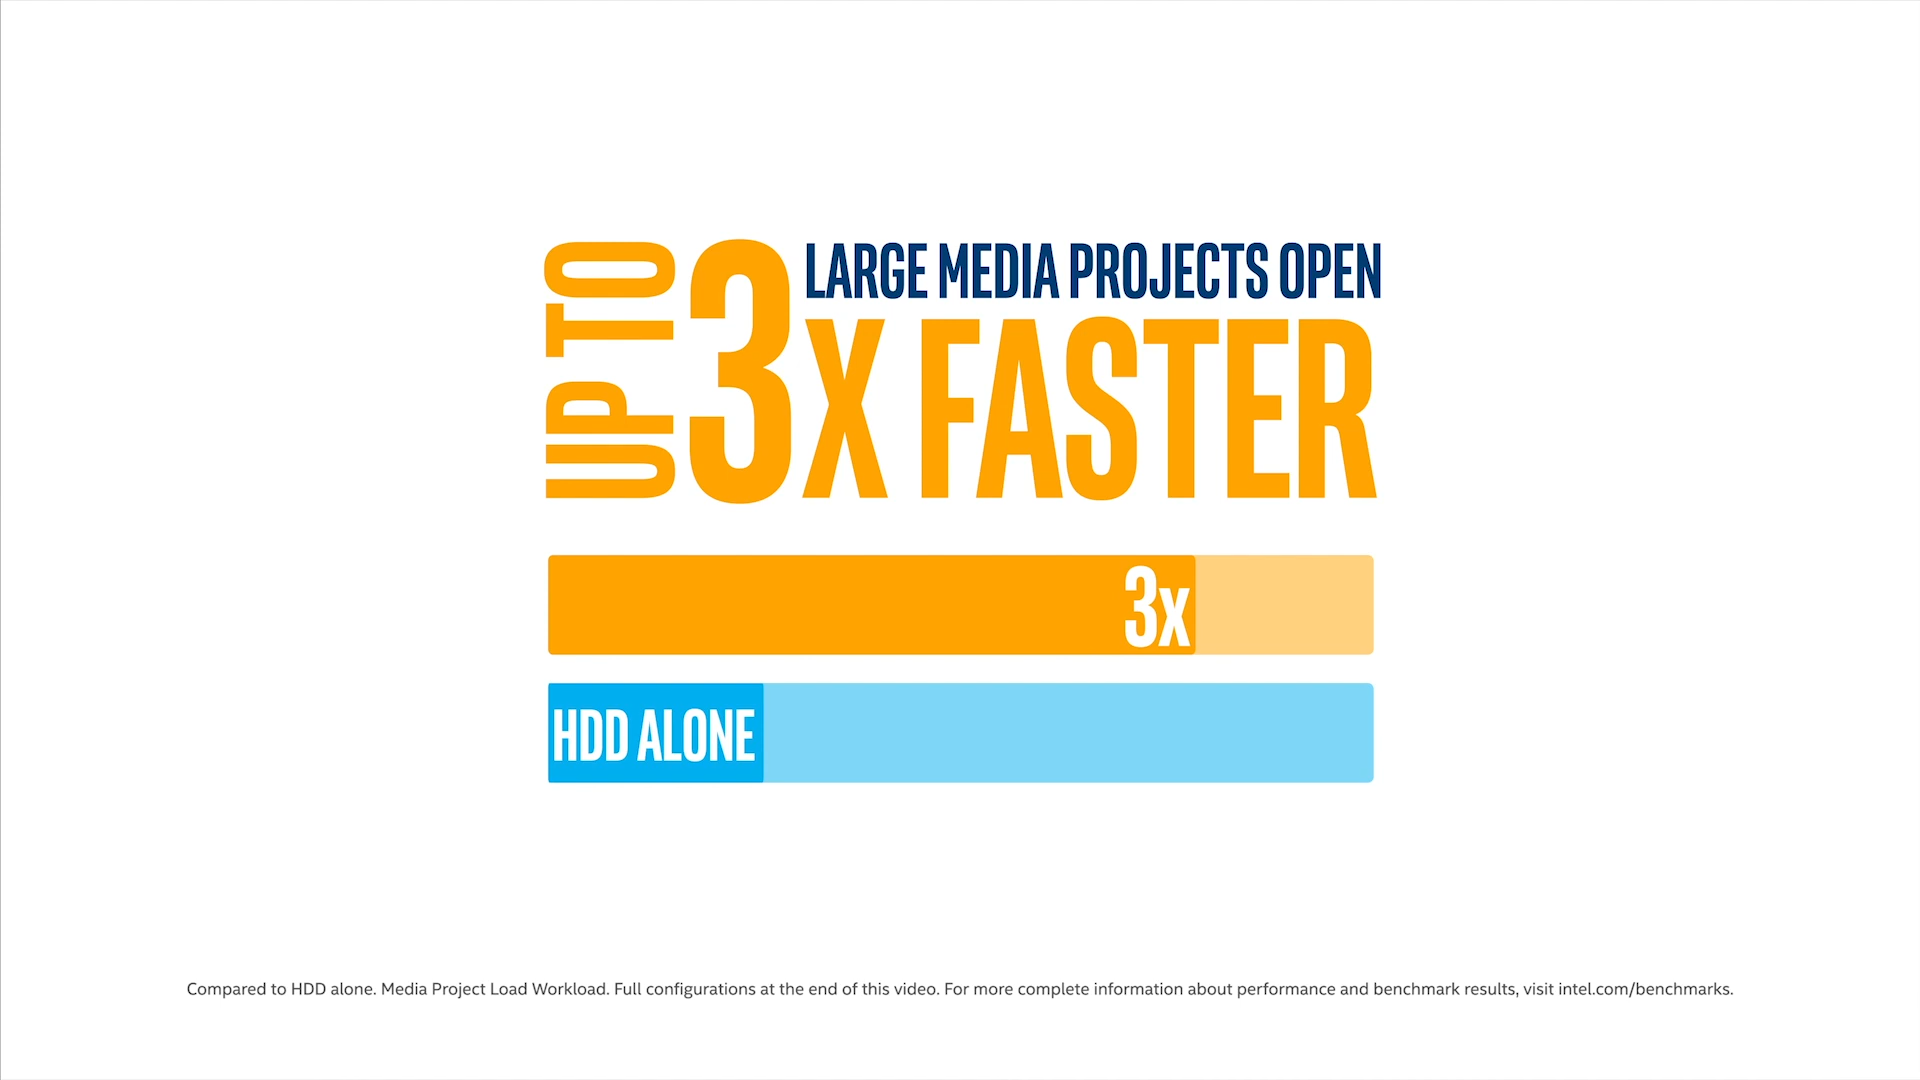 UP TO
3X FASTER
LARGE MEDIA PROJECTS OPEN
3x
HDD ALONE
Compared to HDD alone. Media Project Load Workload. Full configurations at the end of this video. For more complete information about performance and benchmark results, visit intel.com/benchmarks.